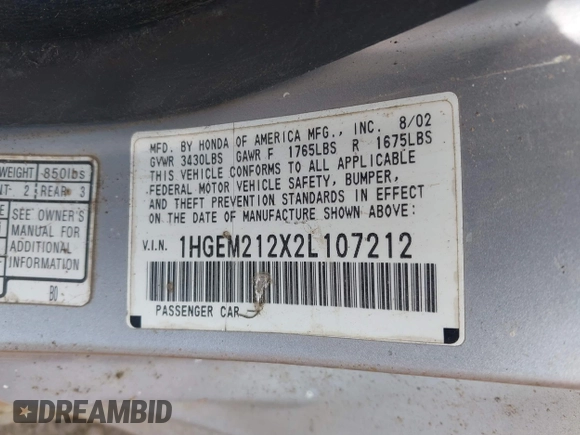 MFD. BY HONDA OF AMERICA MFG., INC. 8/02
GVWR 3430LBS GAWR F 1765LBS R 1675LBS
THIS VEHICLE CONFORMS TO ALL APPLICABLE
FEDERAL MOTOR VEHICLE SAFETY, BUMPER,
AND THEFT PREVENTION STANDARDS IN EFFECT
ON THE DATE OF MANUFACTURE SHOWN ABOVE:
V.I.N. 1HGEM212X2L107212
PASSENGER CAR
WEIGHT 850lbs
2 REAR 3
SEE OWNER'S
MANUAL FOR
ADDITIONAL
INFORMATION
B0-
DREAMBID